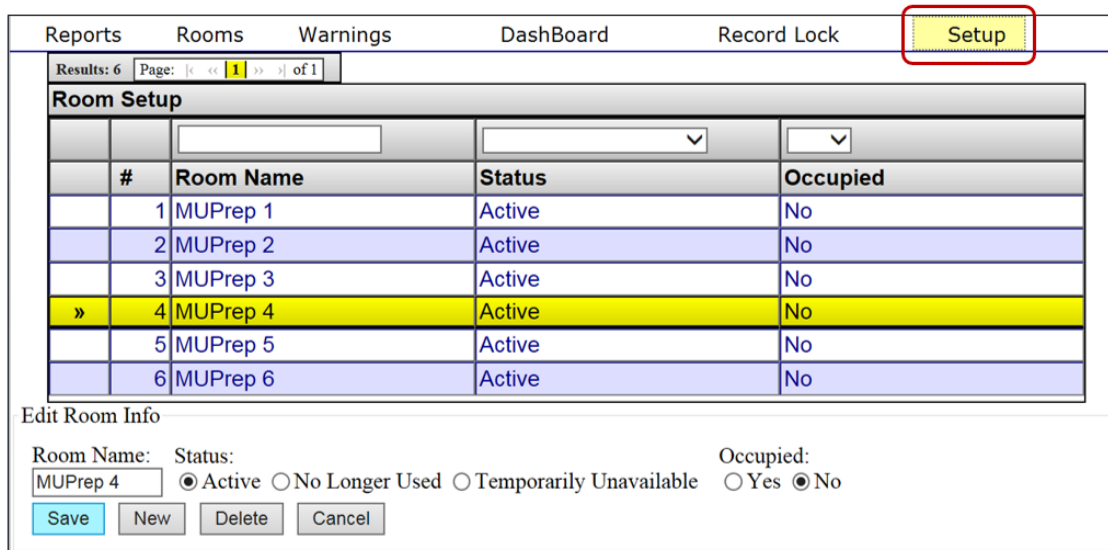 Reports Rooms Warnings DashBoard Record Lock Setup
Results: 6 Page: |< << 1 >> >| of 1
Room Setup
# Room Name Status Occupied
1 MUPrep 1 Active No
2 MUPrep 2 Active No
3 MUPrep 3 Active No
» 4 MUPrep 4 Active No
5 MUPrep 5 Active No
6 MUPrep 6 Active No
Edit Room Info
Room Name: Status: Occupied:
MUPrep 4 Active No Longer Used Temporarily Unavailable Yes No
Save New Delete Cancel